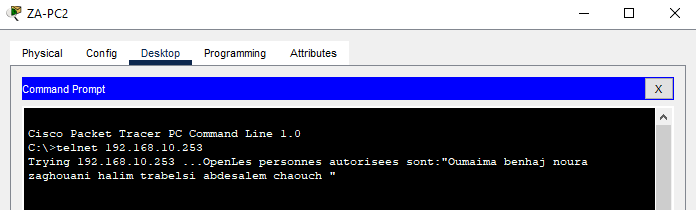 ZA-PC2
Physical Config Desktop Programming Attributes
Command Prompt X
Cisco Packet Tracer PC Command Line 1.0
C:\>telnet 192.168.10.253
Trying 192.168.10.253 ...OpenLes personnes autorisees sont:"Oumaima benhaj noura
zaghouani halim trabelsi abdesalem chaouch "